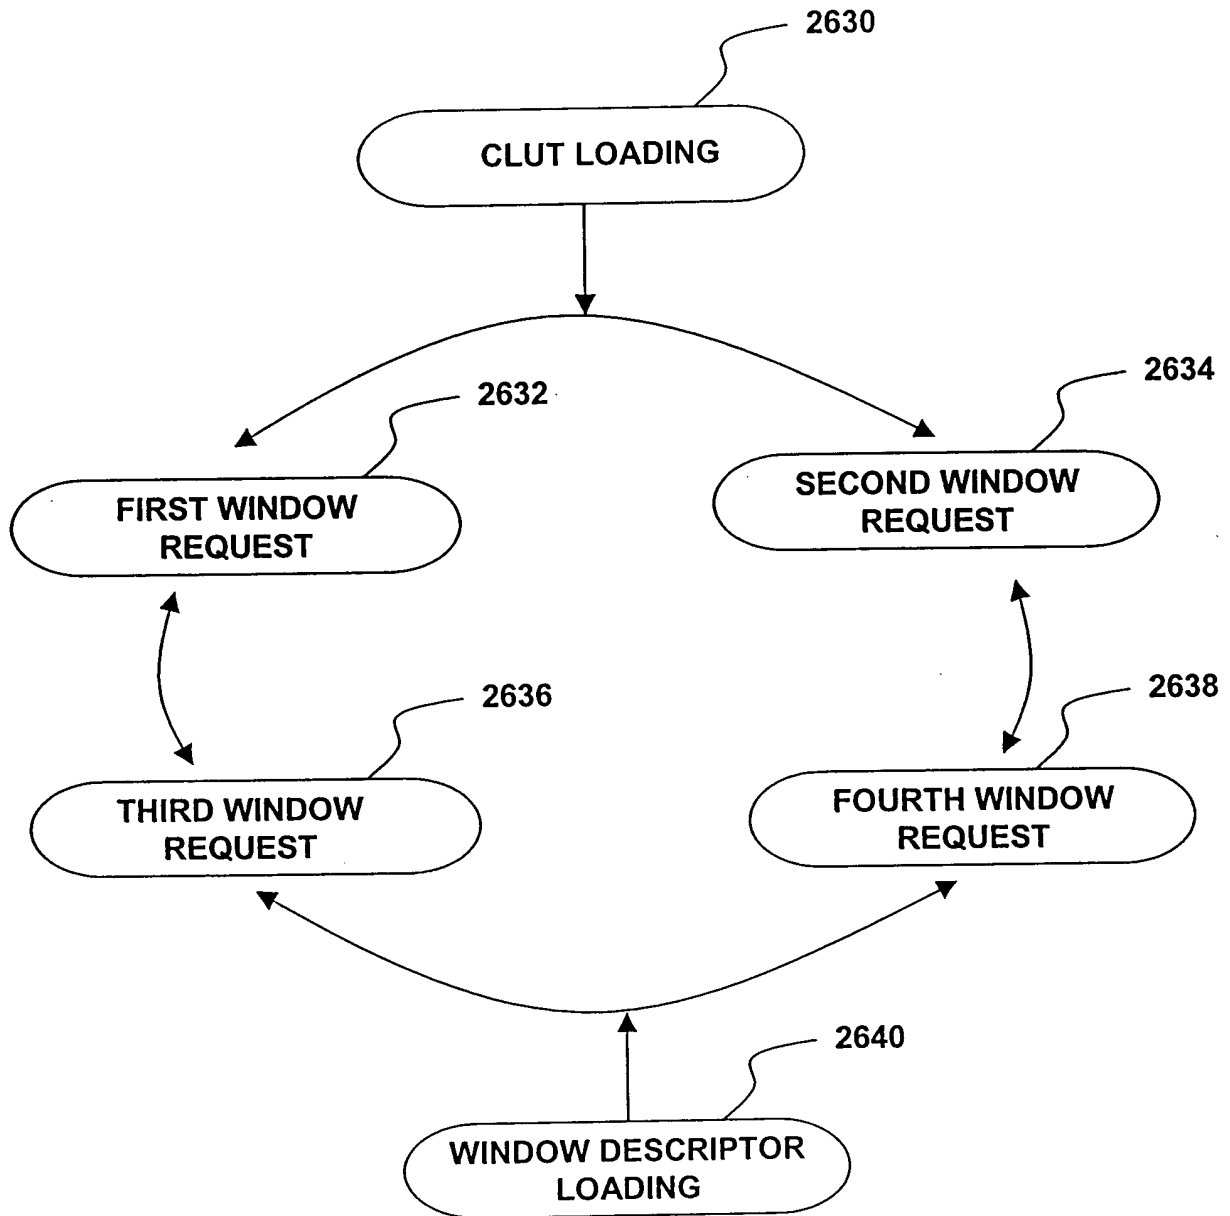 2630
CLUT LOADING
2634
2632
SECOND WINDOW
REQUEST
FIRST WINDOW
REQUEST
2638
2636
FOURTH WINDOW
REQUEST
THIRD WINDOW
REQUEST
2640
WINDOW DESCRIPTOR
LOADING